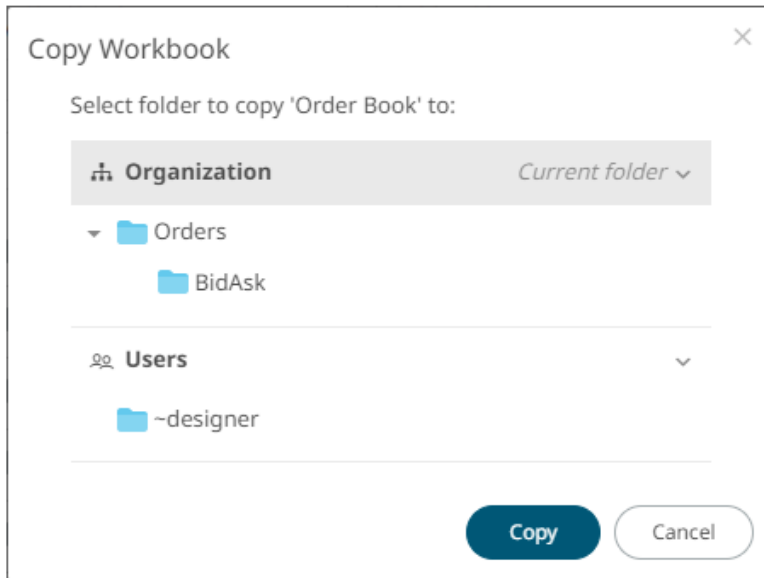 Copy Workbook
Select folder to copy 'Order Book' to:
Organization Current folder
Orders
BidAsk
Users
~designer
Copy Cancel